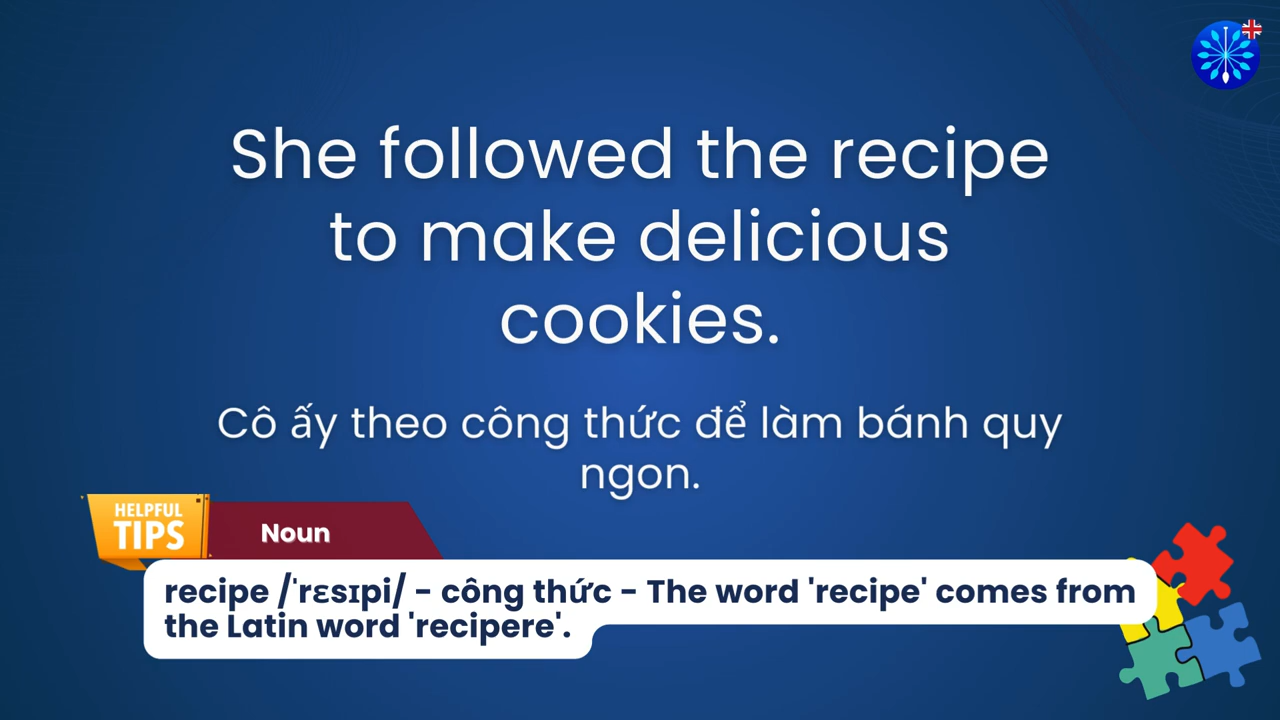 She followed the recipe
to make delicious
cookies.
Cô ấy theo công thức để làm bánh quy
ngon.
HELPFUL
TIPS
Noun
recipe /ˈrɛsɪpi/ - công thức - The word 'recipe' comes from
the Latin word 'recipere'.